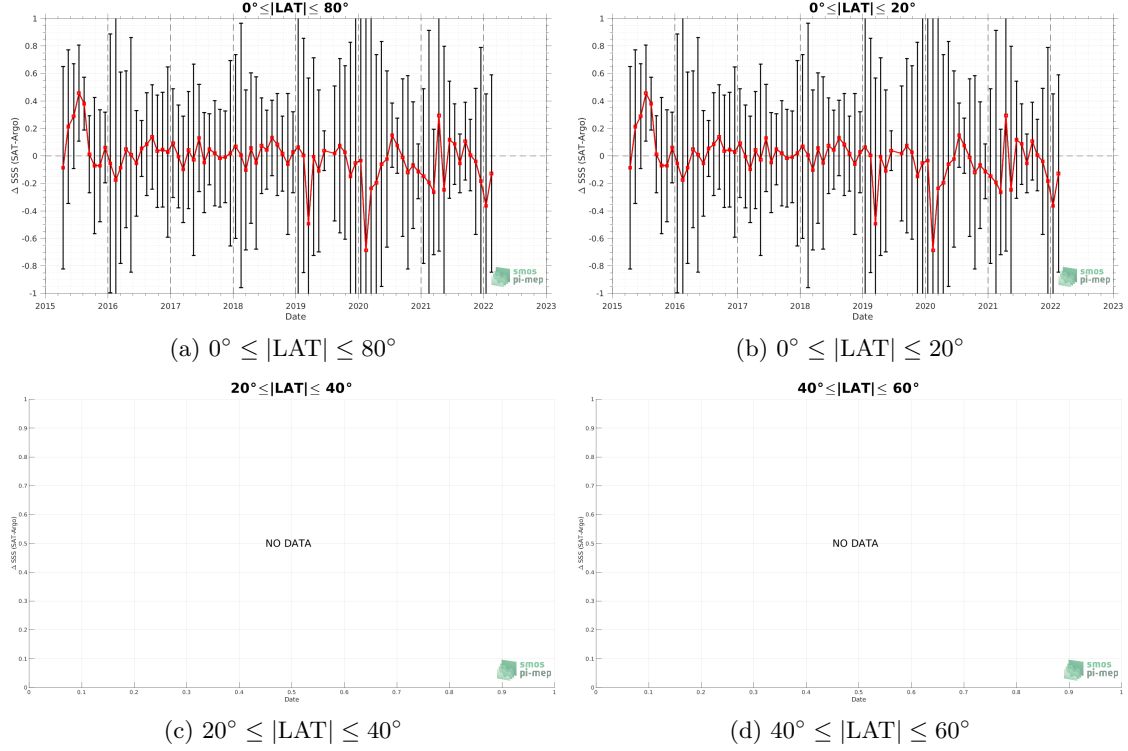 0°≤|LAT|≤ 80°
1
0.8
0.6
0.4
0.2
0
-0.2
-0.4
-0.6
-0.8
-1
Δ SSS (SAT-Argo)
2015 2016 2017 2018 2019 2020 2021 2022 2023
Date
smos
pi-mep
(a) 0° ≤ |LAT| ≤ 80°
0°≤|LAT|≤ 20°
1
0.8
0.6
0.4
0.2
0
-0.2
-0.4
-0.6
-0.8
-1
Δ SSS (SAT-Argo)
2015 2016 2017 2018 2019 2020 2021 2022 2023
Date
smos
pi-mep
(b) 0° ≤ |LAT| ≤ 20°
20°≤|LAT|≤ 40°
1
0.9
0.8
0.7
0.6
0.5
0.4
0.3
0.2
0.1
0
Δ SSS (SAT-Argo)
NO DATA
0 0.1 0.2 0.3 0.4 0.5 0.6 0.7 0.8 0.9 1
Date
smos
pi-mep
(c) 20° ≤ |LAT| ≤ 40°
40°≤|LAT|≤ 60°
1
0.9
0.8
0.7
0.6
0.5
0.4
0.3
0.2
0.1
0
Δ SSS (SAT-Argo)
NO DATA
0 0.1 0.2 0.3 0.4 0.5 0.6 0.7 0.8 0.9 1
Date
smos
pi-mep
(d) 40° ≤ |LAT| ≤ 60°